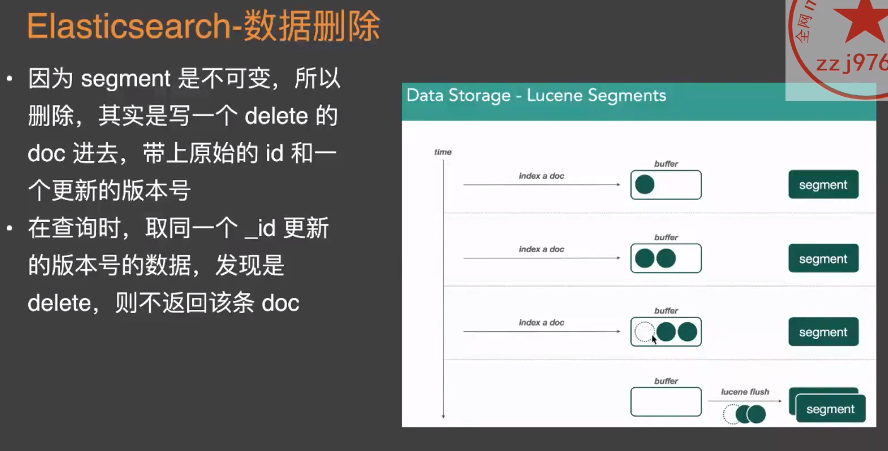 Elasticsearch-数据删除
全网IT
zzj976
• 因为 segment 是不可变，所以
删除，其实是写一个 delete 的
doc 进去，带上原始的 id 和一
个更新的版本号
• 在查询时，取同一个 _id 更新
的版本号的数据，发现是
delete，则不返回该条 doc
Data Storage - Lucene Segments
time
buffer
index a doc
segment
buffer
index a doc
segment
buffer
index a doc
segment
buffer
lucene flush
segment